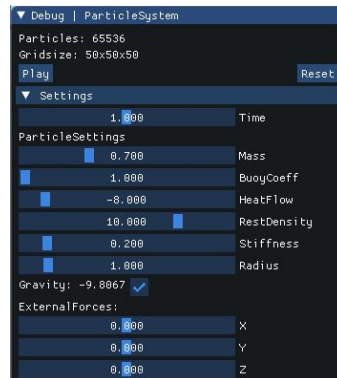 Debug | ParticleSystem
Particles: 65536
Gridsize: 50x50x50
Play Reset
Settings
1.000 Time
ParticleSettings
0.700 Mass
1.000 BuoyCoeff
-8.000 HeatFlow
10.000 RestDensity
0.200 Stiffness
1.000 Radius
Gravity: -9.8067
ExternalForces:
0.000 X
0.000 Y
0.000 Z